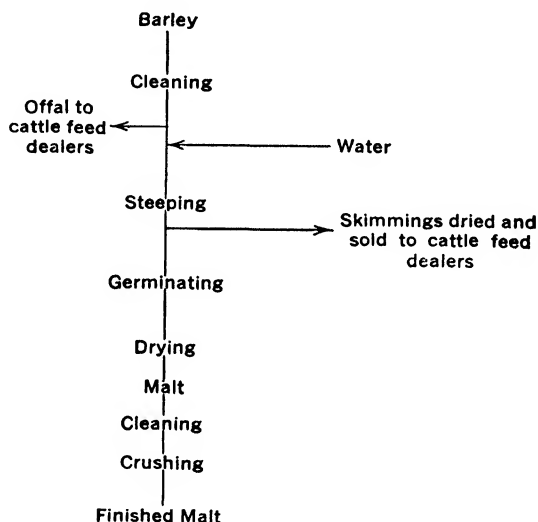 Barley
Cleaning
Offal to
cattle feed
dealers
Water
Steeping
Skimmings dried and
sold to cattle feed
dealers
Germinating
Drying
Malt
Cleaning
Crushing
Finished Malt